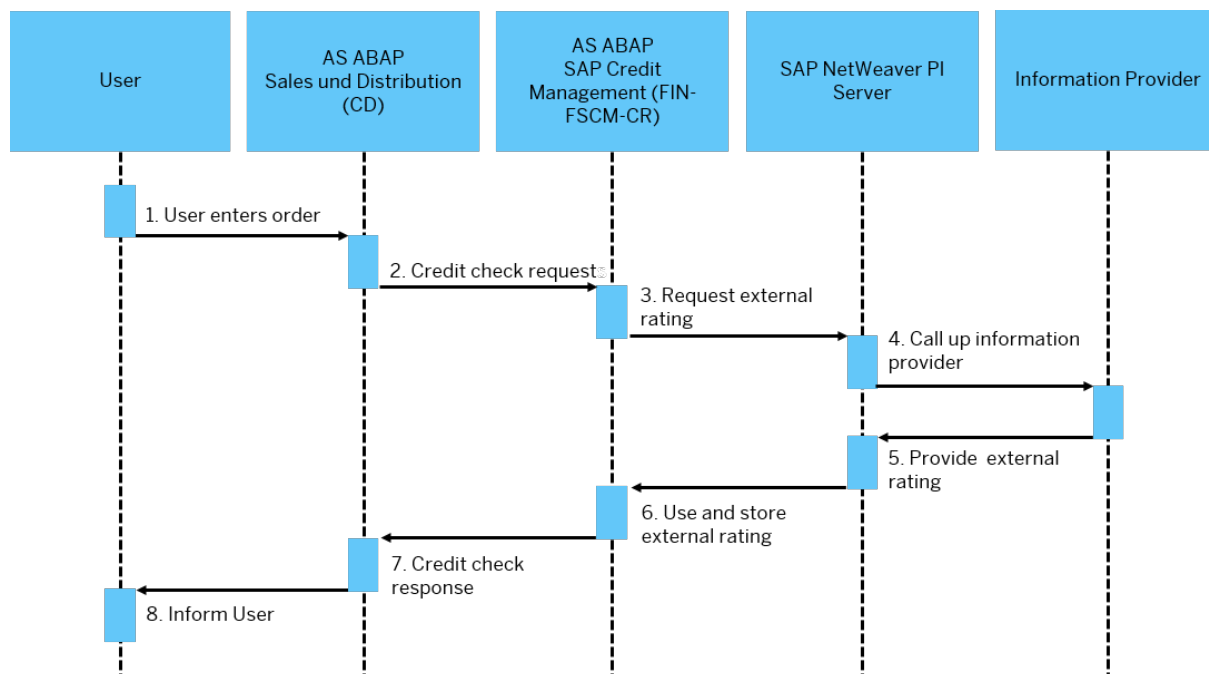 User
AS ABAP
Sales und Distribution
(CD)
AS ABAP
SAP Credit
Management (FIN-
FSCM-CR)
SAP NetWeaver PI
Server
Information Provider
1. User enters order
2. Credit check request
3. Request external
rating
4. Call up information
provider
5. Provide  external
rating
6. Use and store
external rating
7. Credit check
response
8. Inform User